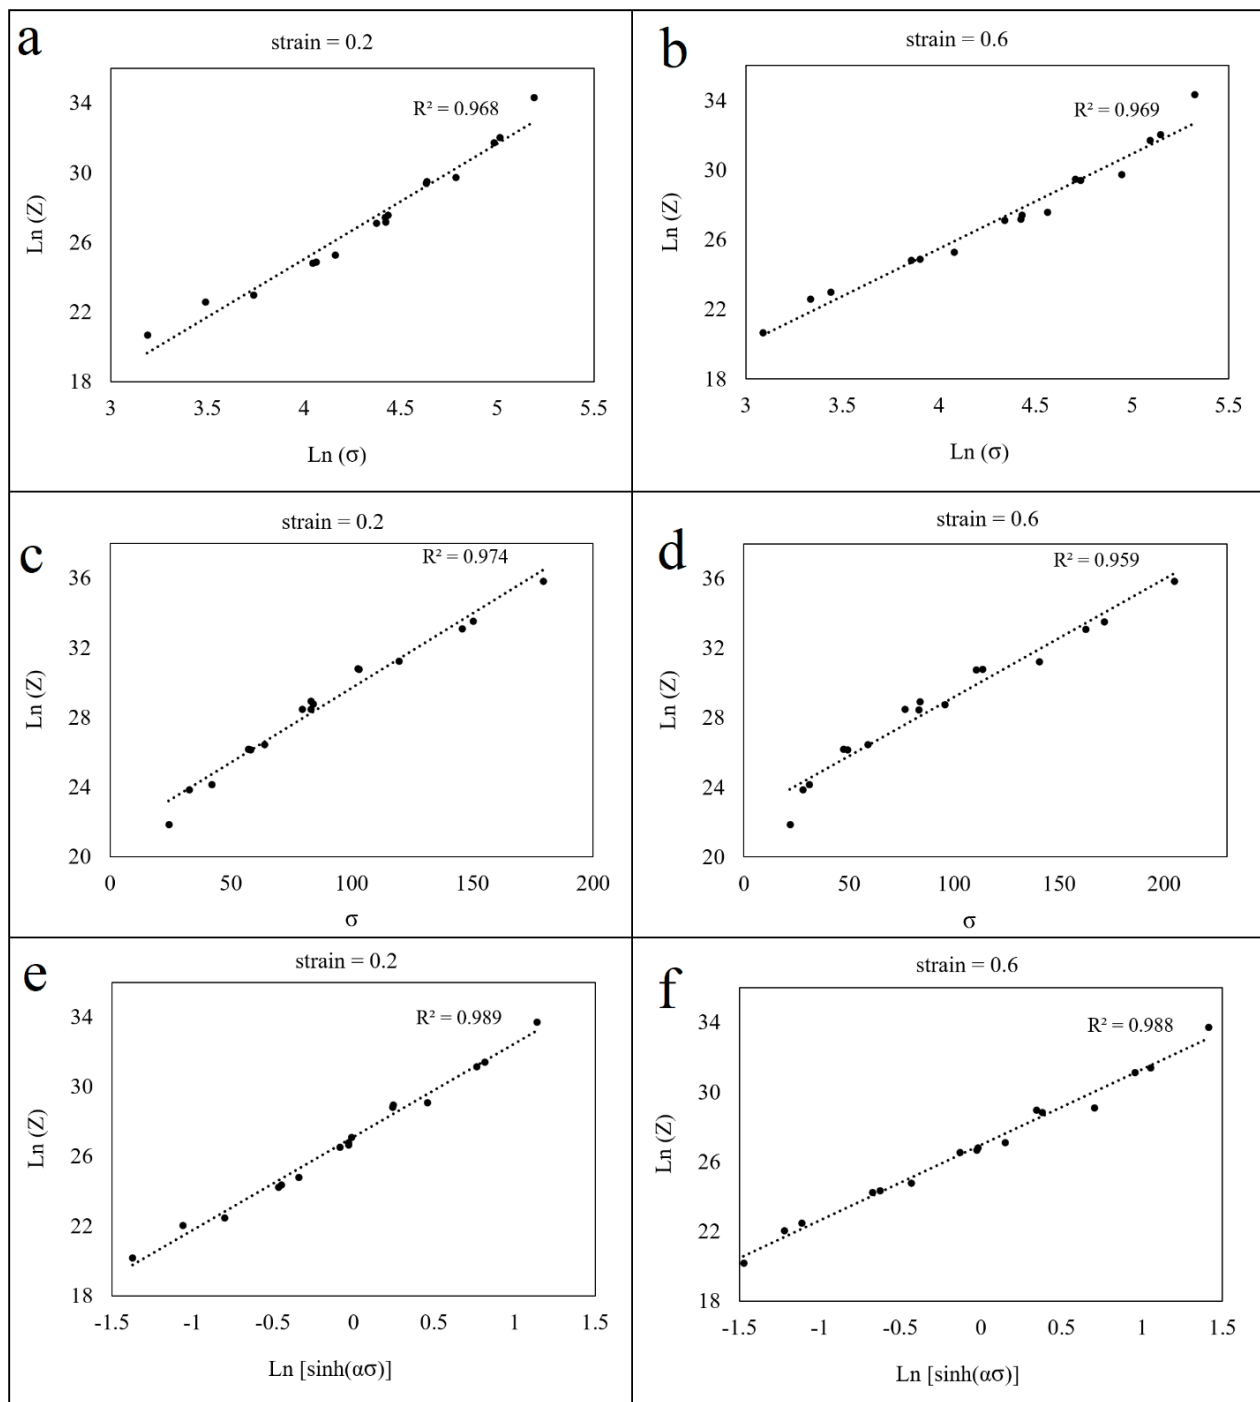 a
strain = 0.2
R² = 0.968
34
30
26
22
18
Ln (Z)
3
3.5
4
4.5
5
5.5
Ln (σ)
b
strain = 0.6
R² = 0.969
34
30
26
22
18
Ln (Z)
3
3.5
4
4.5
5
5.5
Ln (σ)
c
strain = 0.2
R² = 0.974
36
32
28
24
20
Ln (Z)
0
50
100
150
200
σ
d
strain = 0.6
R² = 0.959
36
32
28
24
20
Ln (Z)
0
50
100
150
200
σ
e
strain = 0.2
R² = 0.989
34
30
26
22
18
Ln (Z)
-1.5
-1
-0.5
0
0.5
1
1.5
Ln [sinh(ασ)]
f
strain = 0.6
R² = 0.988
34
30
26
22
18
Ln (Z)
-1.5
-1
-0.5
0
0.5
1
1.5
Ln [sinh(ασ)]